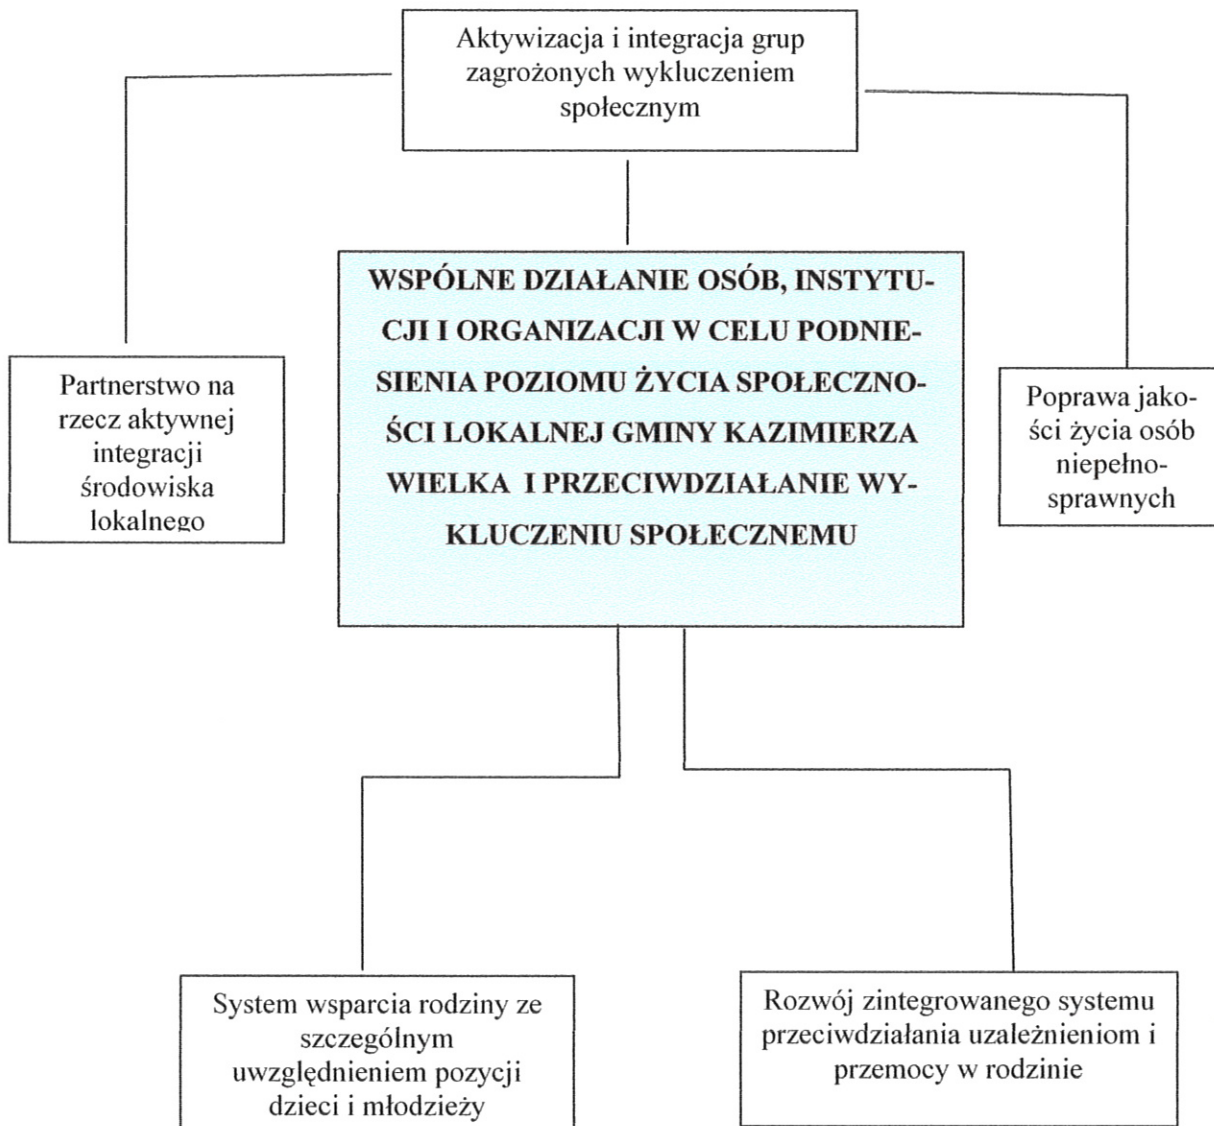 Aktywizacja i integracja grup
zagrożonych wykluczeniem
społecznym
WSPÓLNE DZIAŁANIE OSÓB, INSTYTU-
CJI I ORGANIZACJI W CELU PODNIE-
SIENIA POZIOMU ŻYCIA SPOŁECZNO-
ŚCI LOKALNEJ GMINY KAZIMIERZA
WIELKA I PRZECIWDZIAŁANIE WY-
KLUCZENIU SPOŁECZNEMU
Partnerstwo na
rzecz aktywnej
integracji
środowiska
lokalnego
Poprawa jako-
ści życia osób
niepełno-
sprawnych
System wsparcia rodziny ze
szczególnym
uwzględnieniem pozycji
dzieci i młodzieży
Rozwój zintegrowanego systemu
przeciwdziałania uzależnieniom i
przemocy w rodzinie